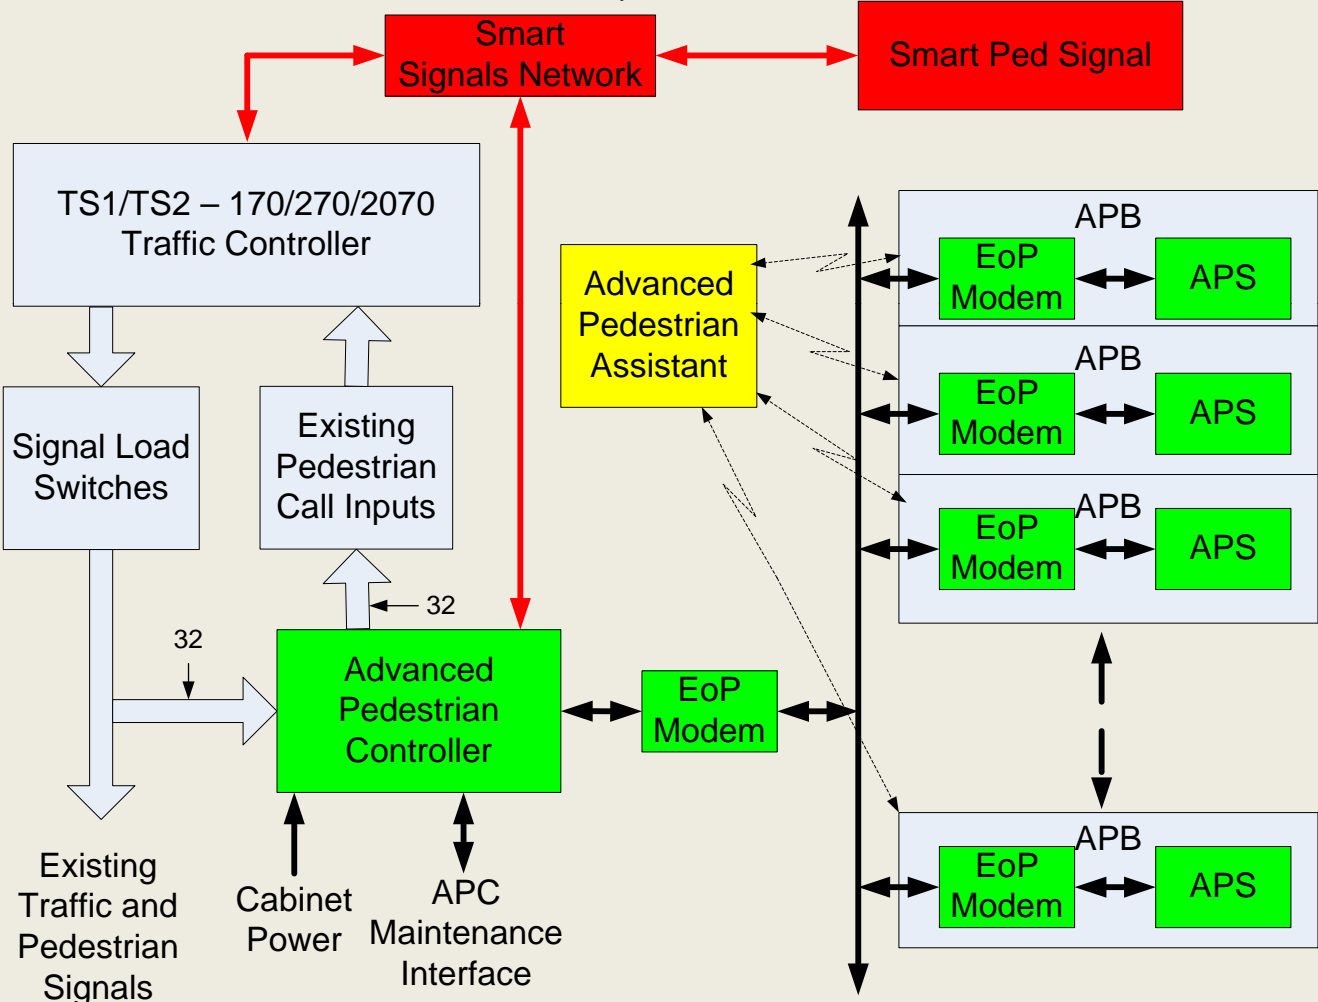 Smart
Signals Network
Smart Ped Signal
TS1/TS2 – 170/270/2070
Traffic Controller
Signal Load
Switches
Existing
Pedestrian
Call Inputs
32
32
Advanced
Pedestrian
Controller
EoP
Modem
Advanced
Pedestrian
Assistant
APB
EoP
Modem
APS
APB
EoP
Modem
APS
APB
EoP
Modem
APS
APB
EoP
Modem
APS
Existing
Traffic and
Pedestrian
Signals
Cabinet
Power
APC
Maintenance
Interface